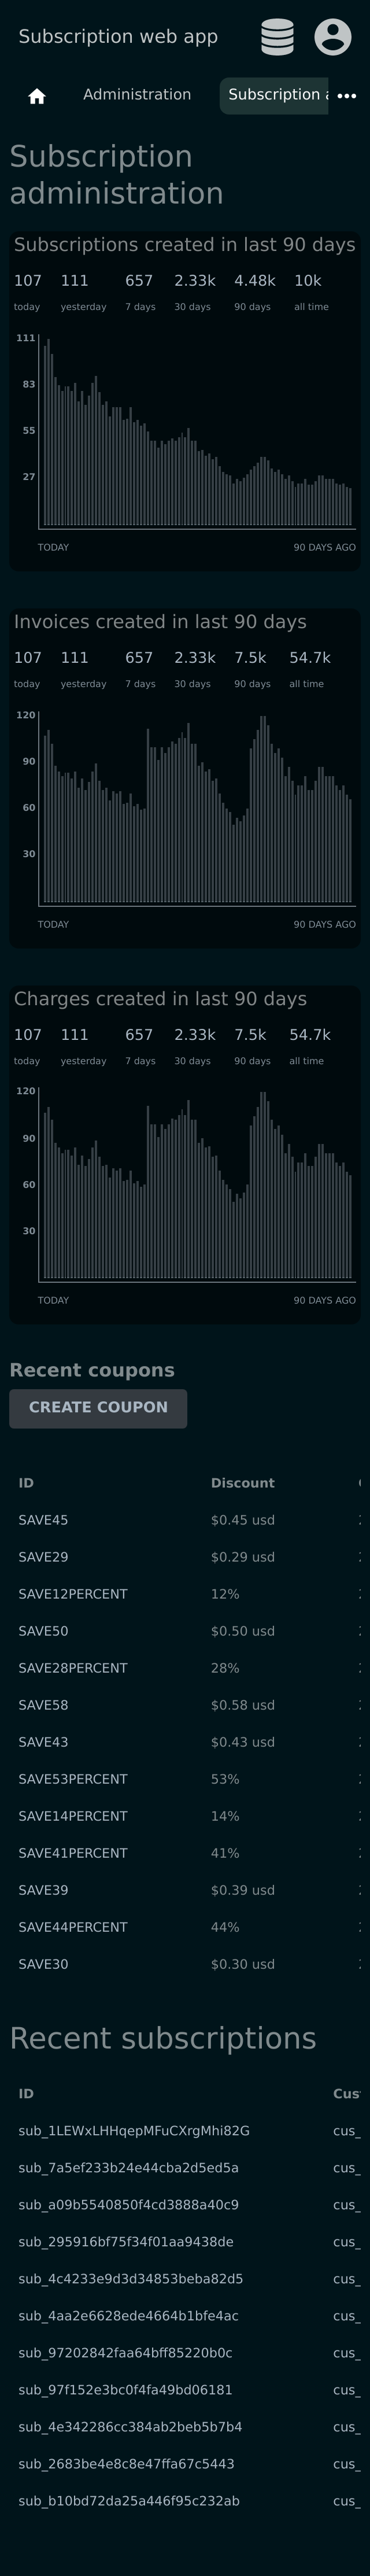 Subscription web app
Administration
Subscription a
Subscription
administration
Subscriptions created in last 90 days
107 111 657 2.33k 4.48k 10k
today yesterday 7 days 30 days 90 days all time
111
83
55
27
TODAY 90 DAYS AGO
Invoices created in last 90 days
107 111 657 2.33k 7.5k 54.7k
today yesterday 7 days 30 days 90 days all time
120
90
60
30
TODAY 90 DAYS AGO
Charges created in last 90 days
107 111 657 2.33k 7.5k 54.7k
today yesterday 7 days 30 days 90 days all time
120
90
60
30
TODAY 90 DAYS AGO
Recent coupons
CREATE COUPON
ID Discount
SAVE45 $0.45 usd
SAVE29 $0.29 usd
SAVE12PERCENT 12%
SAVE50 $0.50 usd
SAVE28PERCENT 28%
SAVE58 $0.58 usd
SAVE43 $0.43 usd
SAVE53PERCENT 53%
SAVE14PERCENT 14%
SAVE41PERCENT 41%
SAVE39 $0.39 usd
SAVE44PERCENT 44%
SAVE30 $0.30 usd
Recent subscriptions
ID Cus
sub_1LEWxLHHqepMFuCXrgMhi82G cus_
sub_7a5ef233b24e44cba2d5ed5a cus_
sub_a09b5540850f4cd3888a40c9 cus_
sub_295916bf75f34f01aa9438de cus_
sub_4c4233e9d3d34853beba82d5 cus_
sub_4aa2e6628ede4664b1bfe4ac cus_
sub_97202842faa64bff85220b0c cus_
sub_97f152e3bc0f4fa49bd06181 cus_
sub_4e342286cc384ab2beb5b7b4 cus_
sub_2683be4e8c8e47ffa67c5443 cus_
sub_b10bd72da25a446f95c232ab cus_